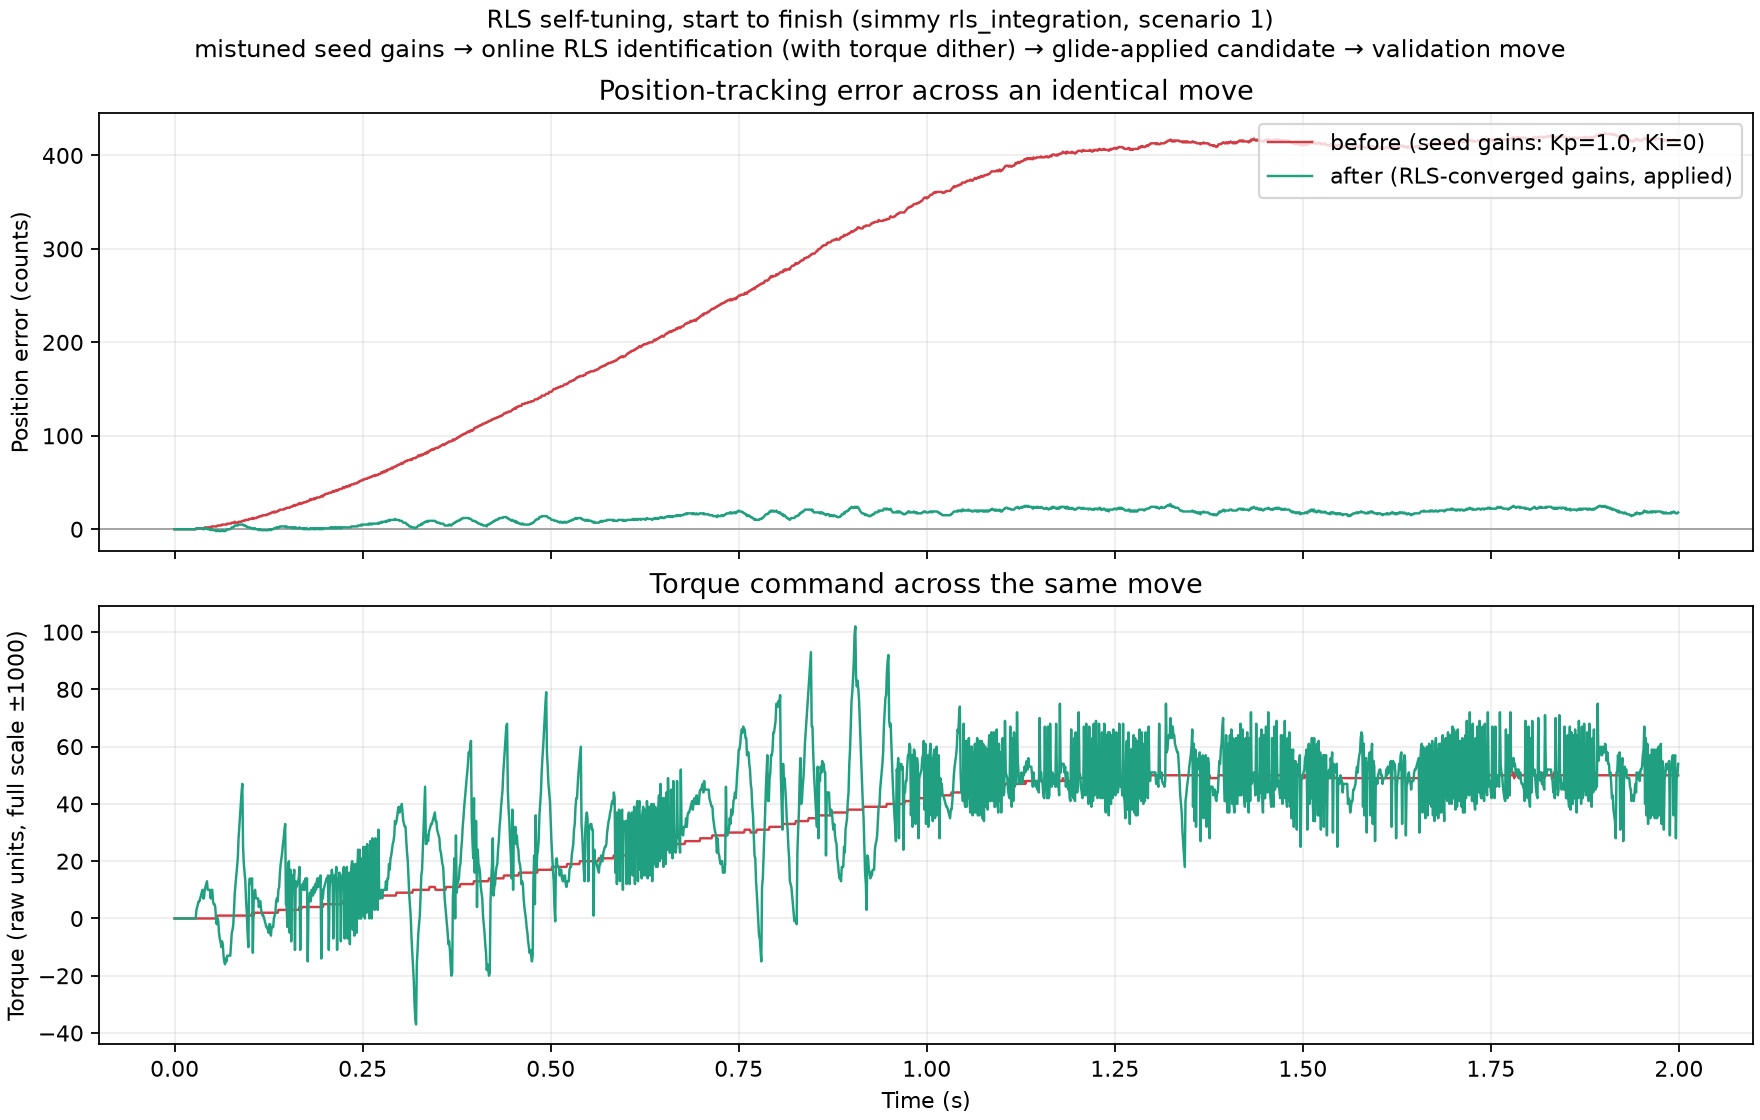 RLS self-tuning, start to finish (simmy rls_integration, scenario 1)
mistuned seed gains → online RLS identification (with torque dither) → glide-applied candidate → validation move
Position-tracking error across an identical move
Position error (counts)
400
300
200
100
0
before (seed gains: Kp=1.0, Ki=0)
after (RLS-converged gains, applied)
Torque command across the same move
Torque (raw units, full scale ±1000)
100
80
60
40
20
0
−20
−40
0.00 0.25 0.50 0.75 1.00 1.25 1.50 1.75 2.00
Time (s)